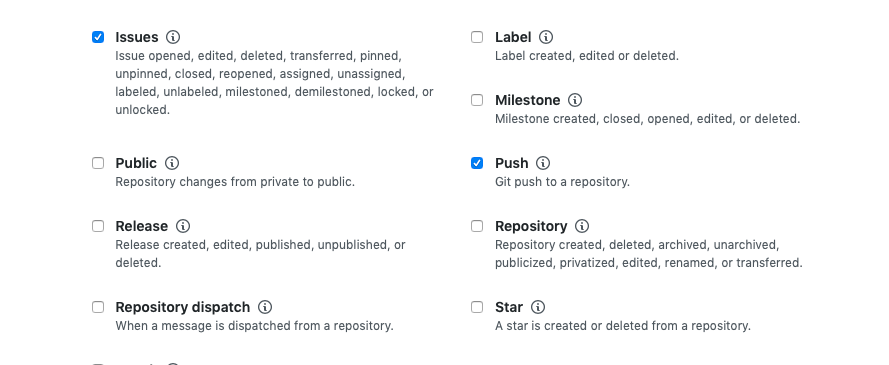 Issues
Issue opened, edited, deleted, transferred, pinned,
unpinned, closed, reopened, assigned, unassigned,
labeled, unlabeled, milestoned, demilestoned, locked, or
unlocked.
Label
Label created, edited or deleted.
Milestone
Milestone created, closed, opened, edited, or deleted.
Public
Repository changes from private to public.
Push
Git push to a repository.
Release
Release created, edited, published, unpublished, or
deleted.
Repository
Repository created, deleted, archived, unarchived,
publicized, privatized, edited, renamed, or transferred.
Repository dispatch
When a message is dispatched from a repository.
Star
A star is created or deleted from a repository.